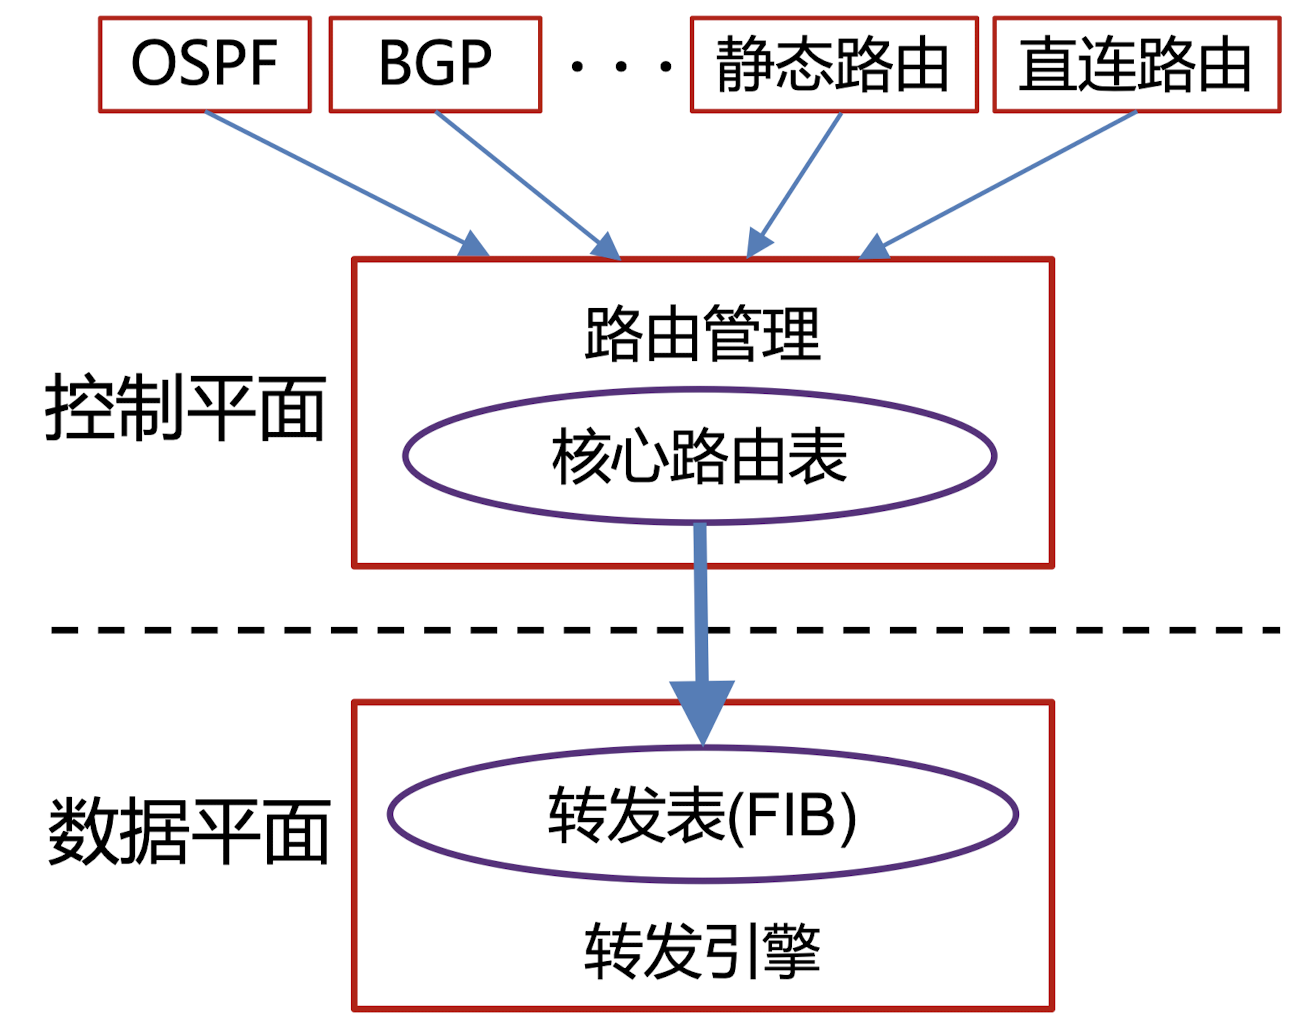 OSPF
BGP
· · ·
静态路由
直连路由
路由管理
控制平面
核心路由表
转发表(FIB)
数据平面
转发引擎